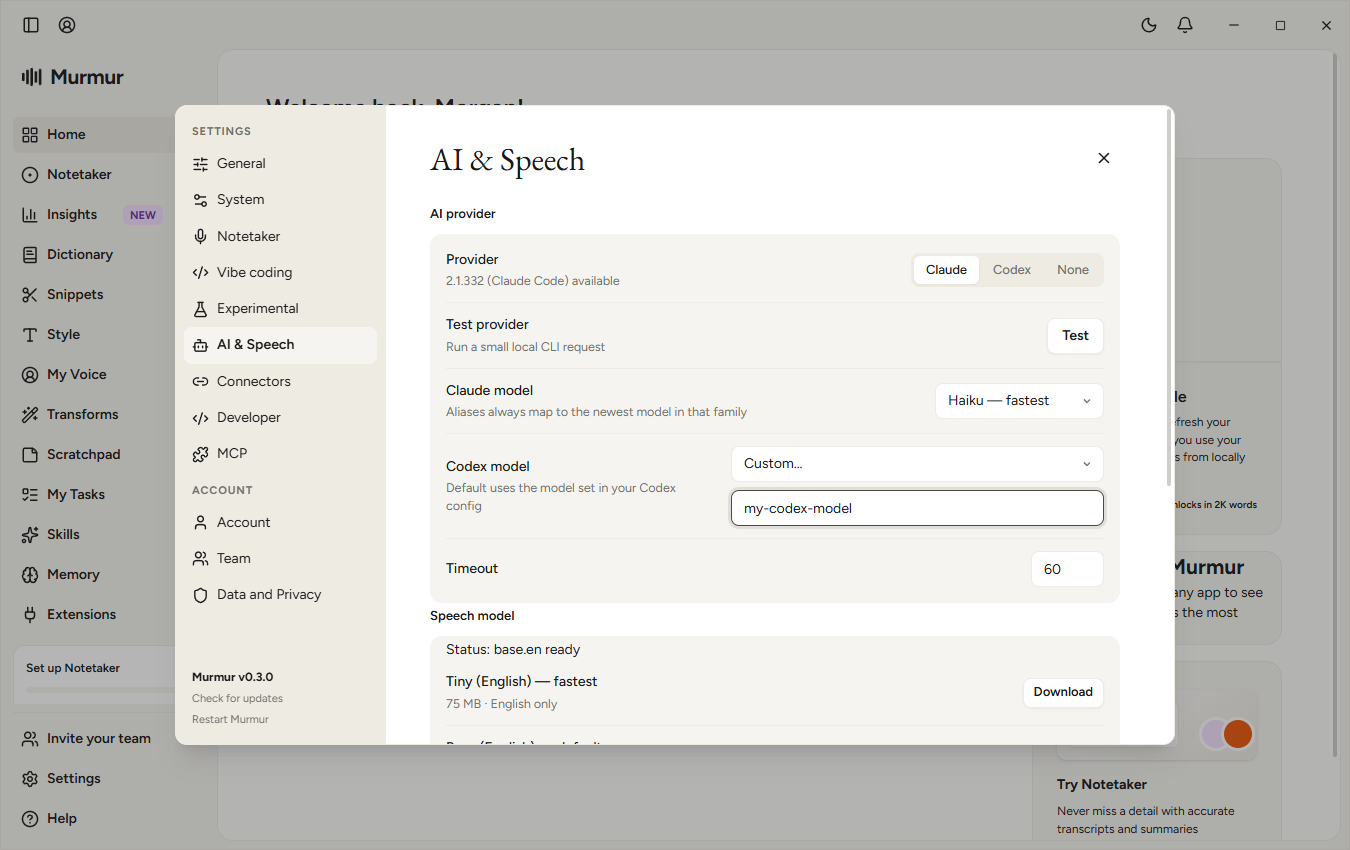 Murmur
Home
Notetaker
Insights NEW
Dictionary
Snippets
Style
My Voice
Transforms
Scratchpad
My Tasks
Skills
Memory
Extensions
Set up Notetaker
Invite your team
Settings
Help
SETTINGS
General
System
Notetaker
Vibe coding
Experimental
AI & Speech
Connectors
Developer
MCP
ACCOUNT
Account
Team
Data and Privacy
Murmur v0.3.0
Check for updates
Restart Murmur
AI & Speech
AI provider
Provider
2.1.332 (Claude Code) available
Claude Codex None
Test provider
Run a small local CLI request
Test
Claude model
Aliases always map to the newest model in that family
Haiku — fastest
Codex model
Default uses the model set in your Codex
config
Custom...
my-codex-model
Timeout
60
Speech model
Status: base.en ready
Tiny (English) — fastest
75 MB · English only
Download
efresh your
you use your
s from locally
nlocks in 2K words
Murmur
any app to see
s the most
Try Notetaker
Never miss a detail with accurate
transcripts and summaries